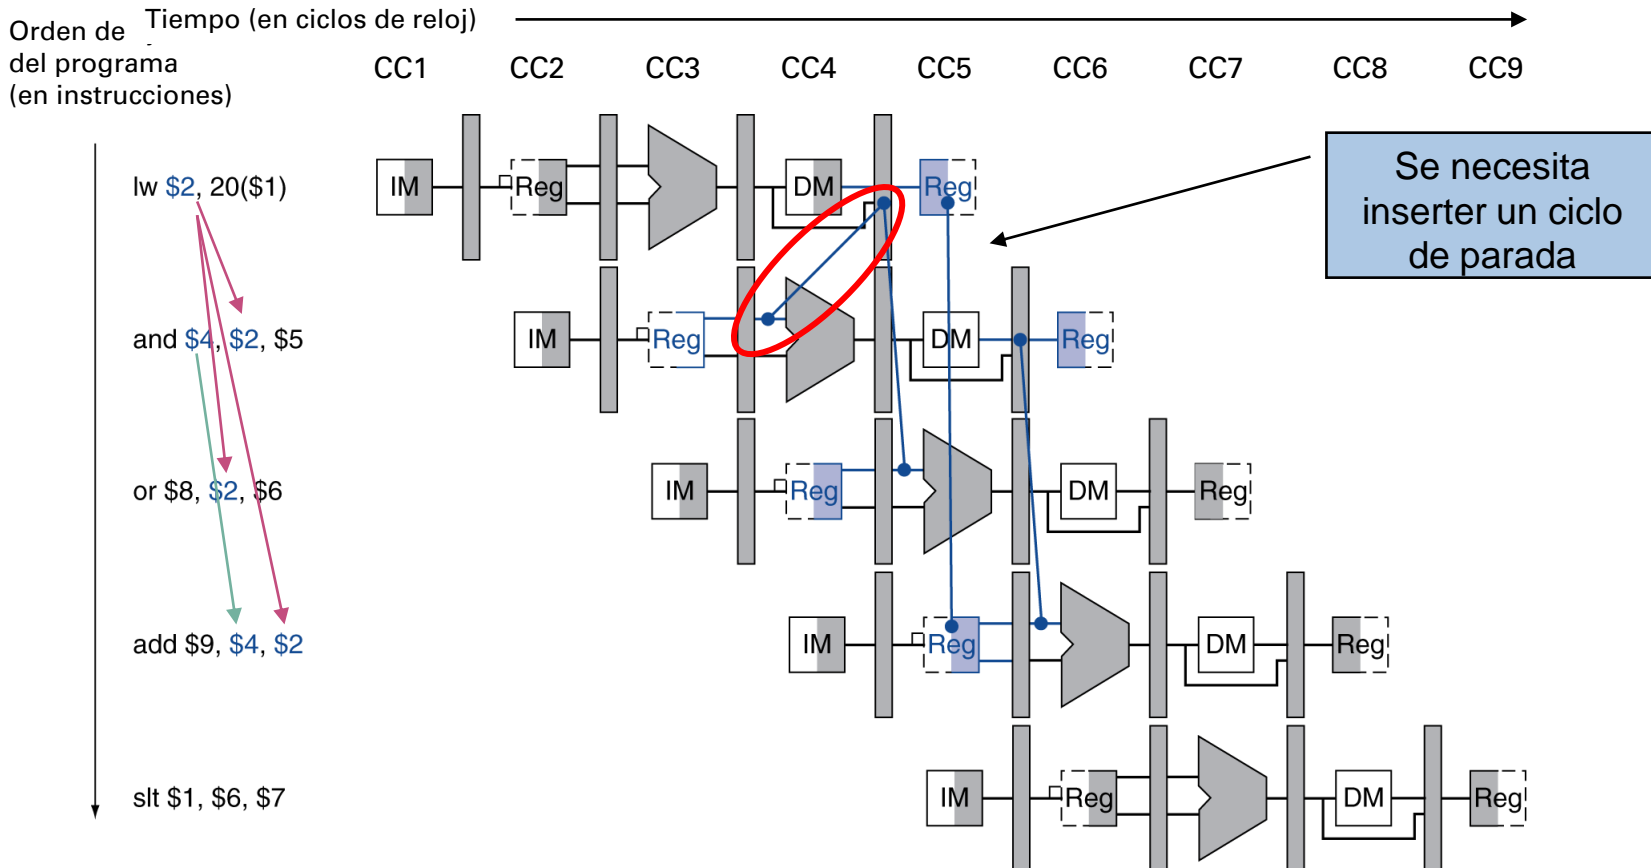 Tiempo (en ciclos de reloj)
Orden de
del programa
(en instrucciones)
CC1 CC2 CC3 CC4 CC5 CC6 CC7 CC8 CC9
Se necesita
inserter un ciclo
de parada
lw $2, 20($1)
IM Reg DM Reg
and $4, $2, $5
IM Reg DM Reg
or $8, $2, $6
IM Reg DM Reg
add $9, $4, $2
IM Reg DM Reg
slt $1, $6, $7
IM Reg DM Reg